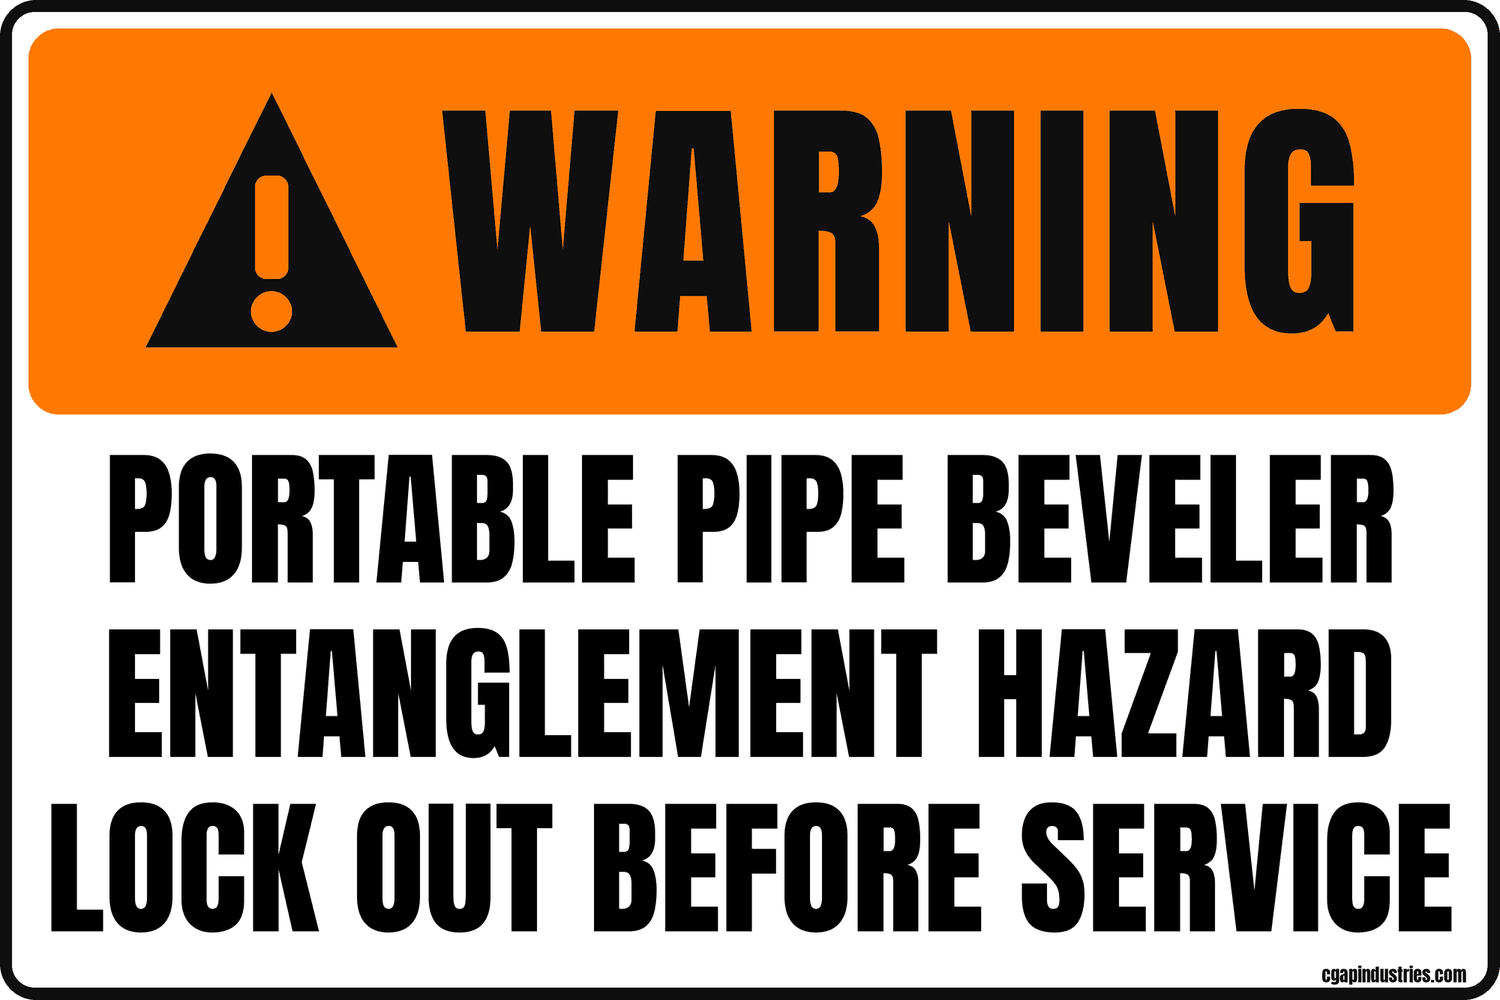 WARNING
PORTABLE PIPE BEVELER
ENTANGLEMENT HAZARD
LOCK OUT BEFORE SERVICE
cgapindustries.com